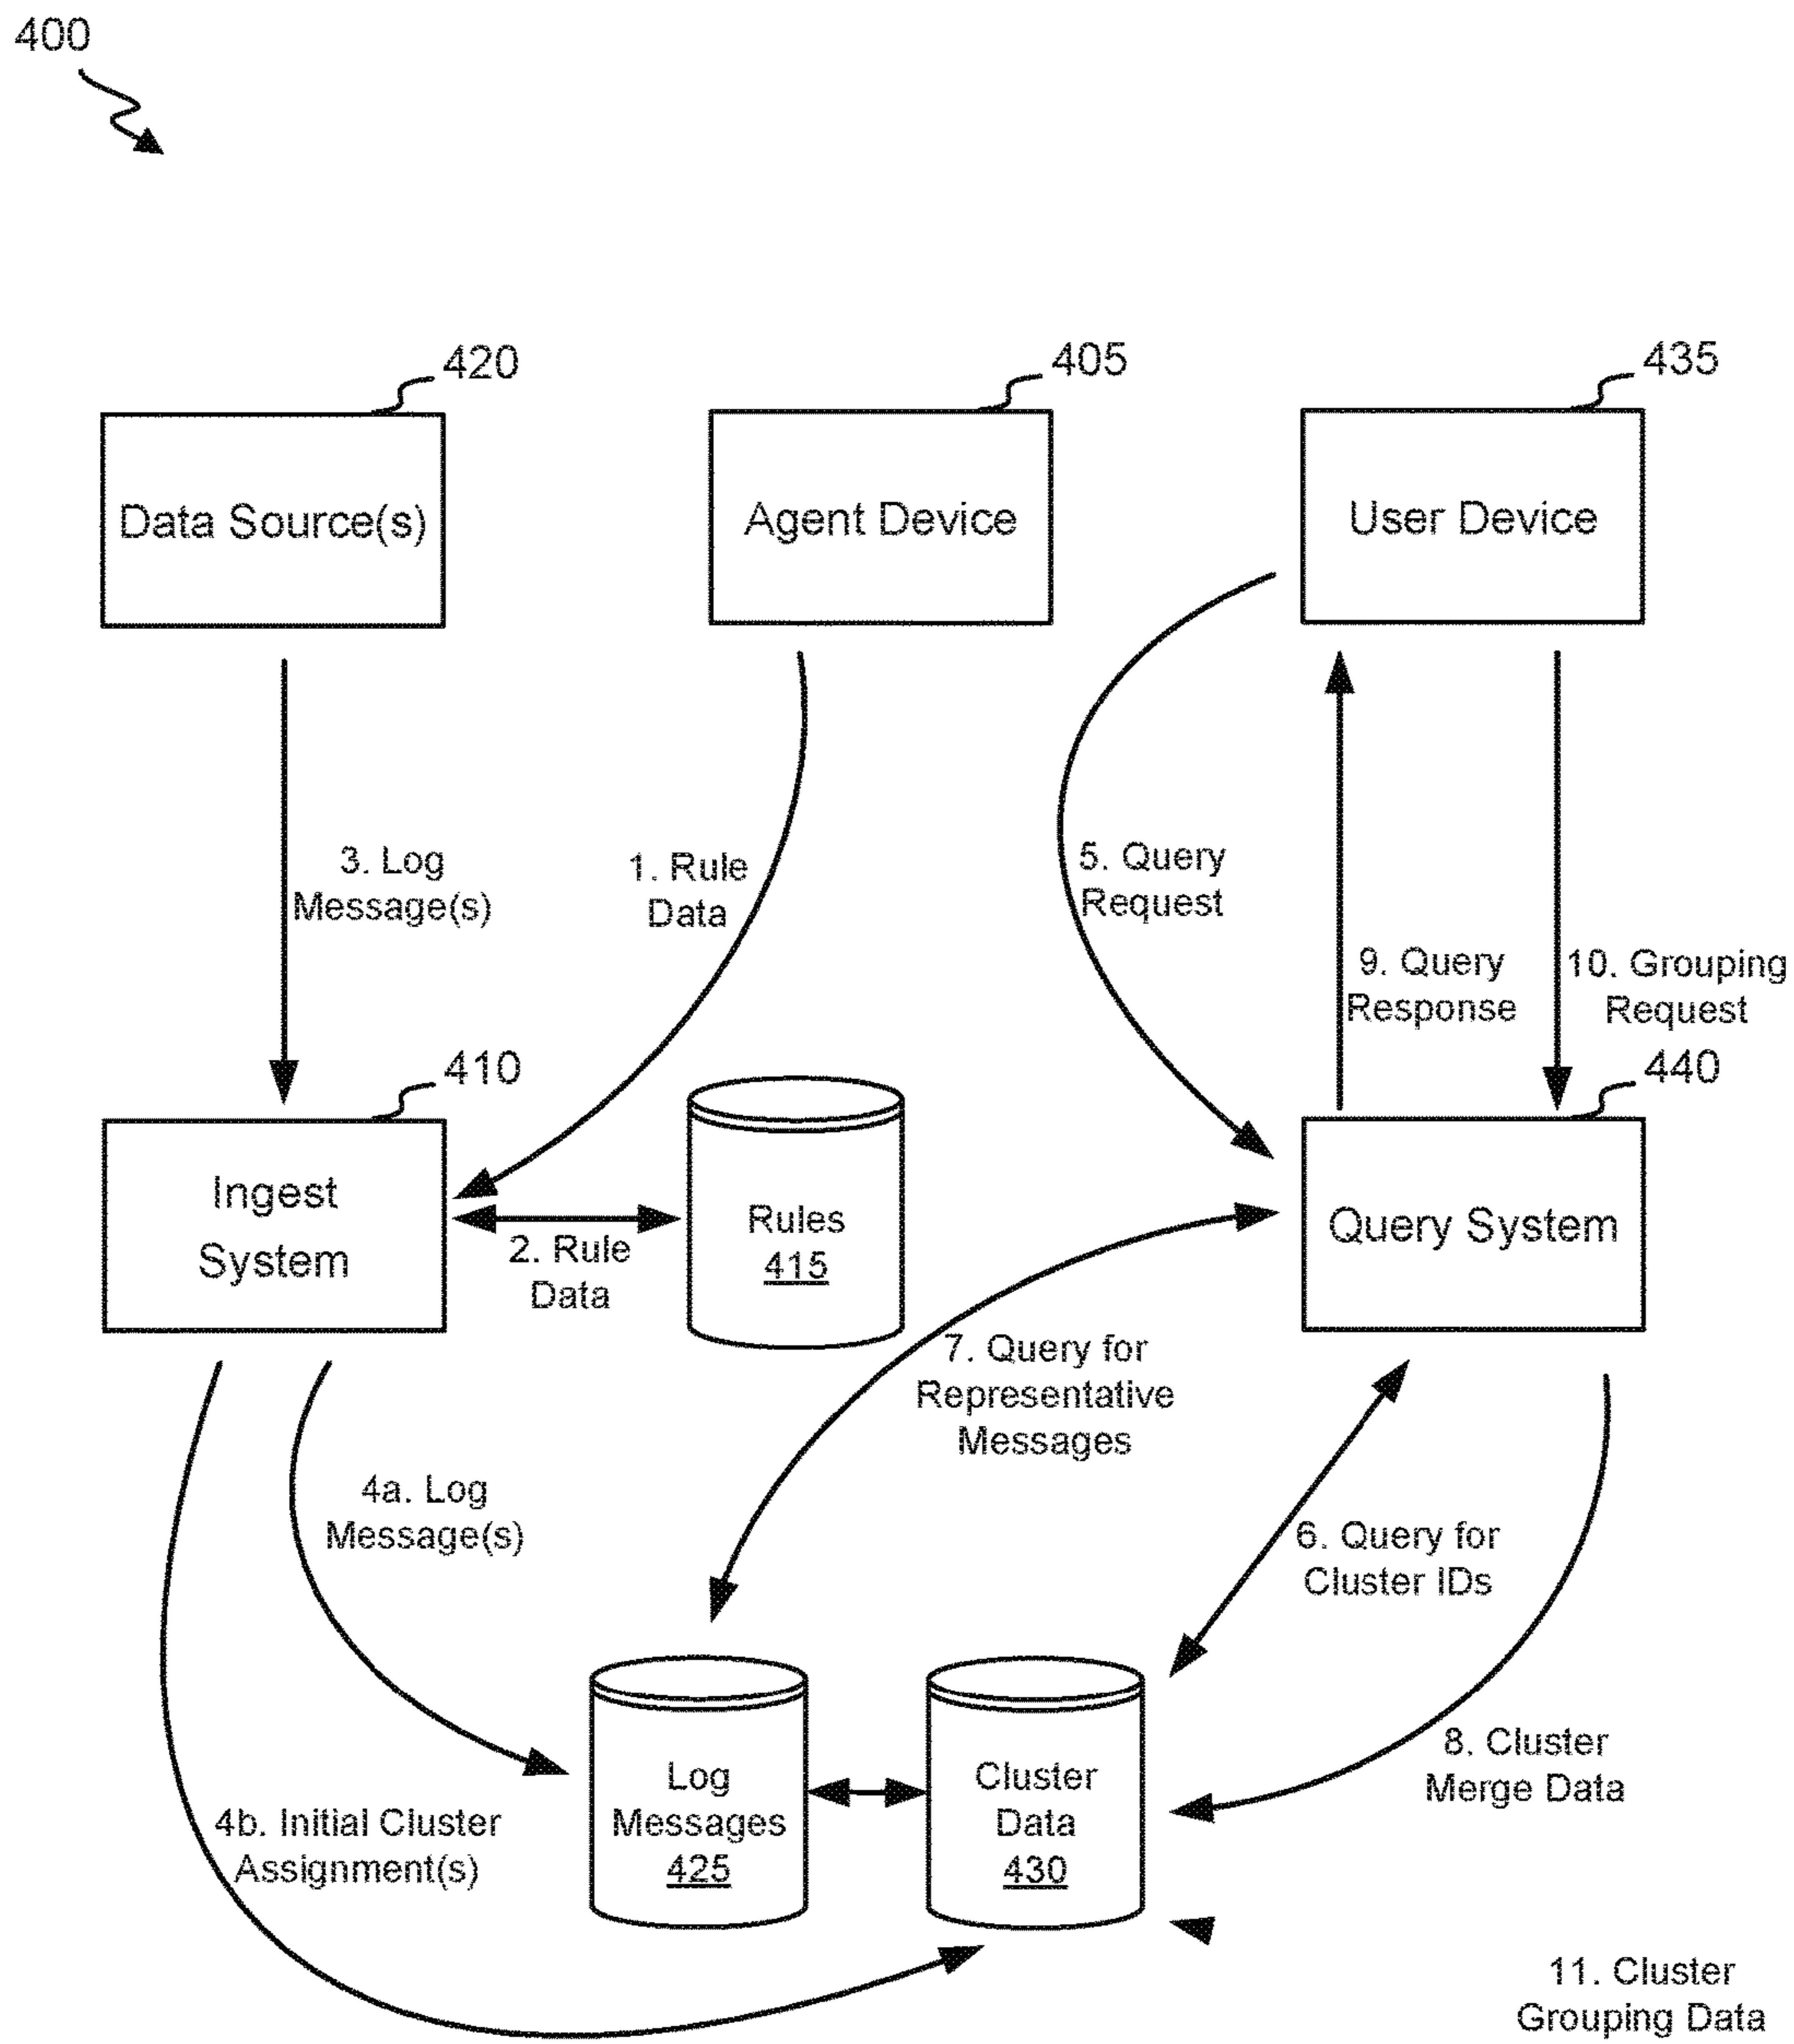 400
420
405
435
Data Source(s)
Agent Device
User Device
3. Log
Message(s)
1. Rule
Data
5. Query
Request
9. Query
Response
10. Grouping
Request
410
440
Ingest
System
2. Rule
Data
Rules
415
Query System
7. Query for
Representative
Messages
4a. Log
Message(s)
6. Query for
Cluster IDs
4b. Initial Cluster
Assignment(s)
Log
Messages
425
Cluster
Data
430
8. Cluster
Merge Data
11. Cluster
Grouping Data